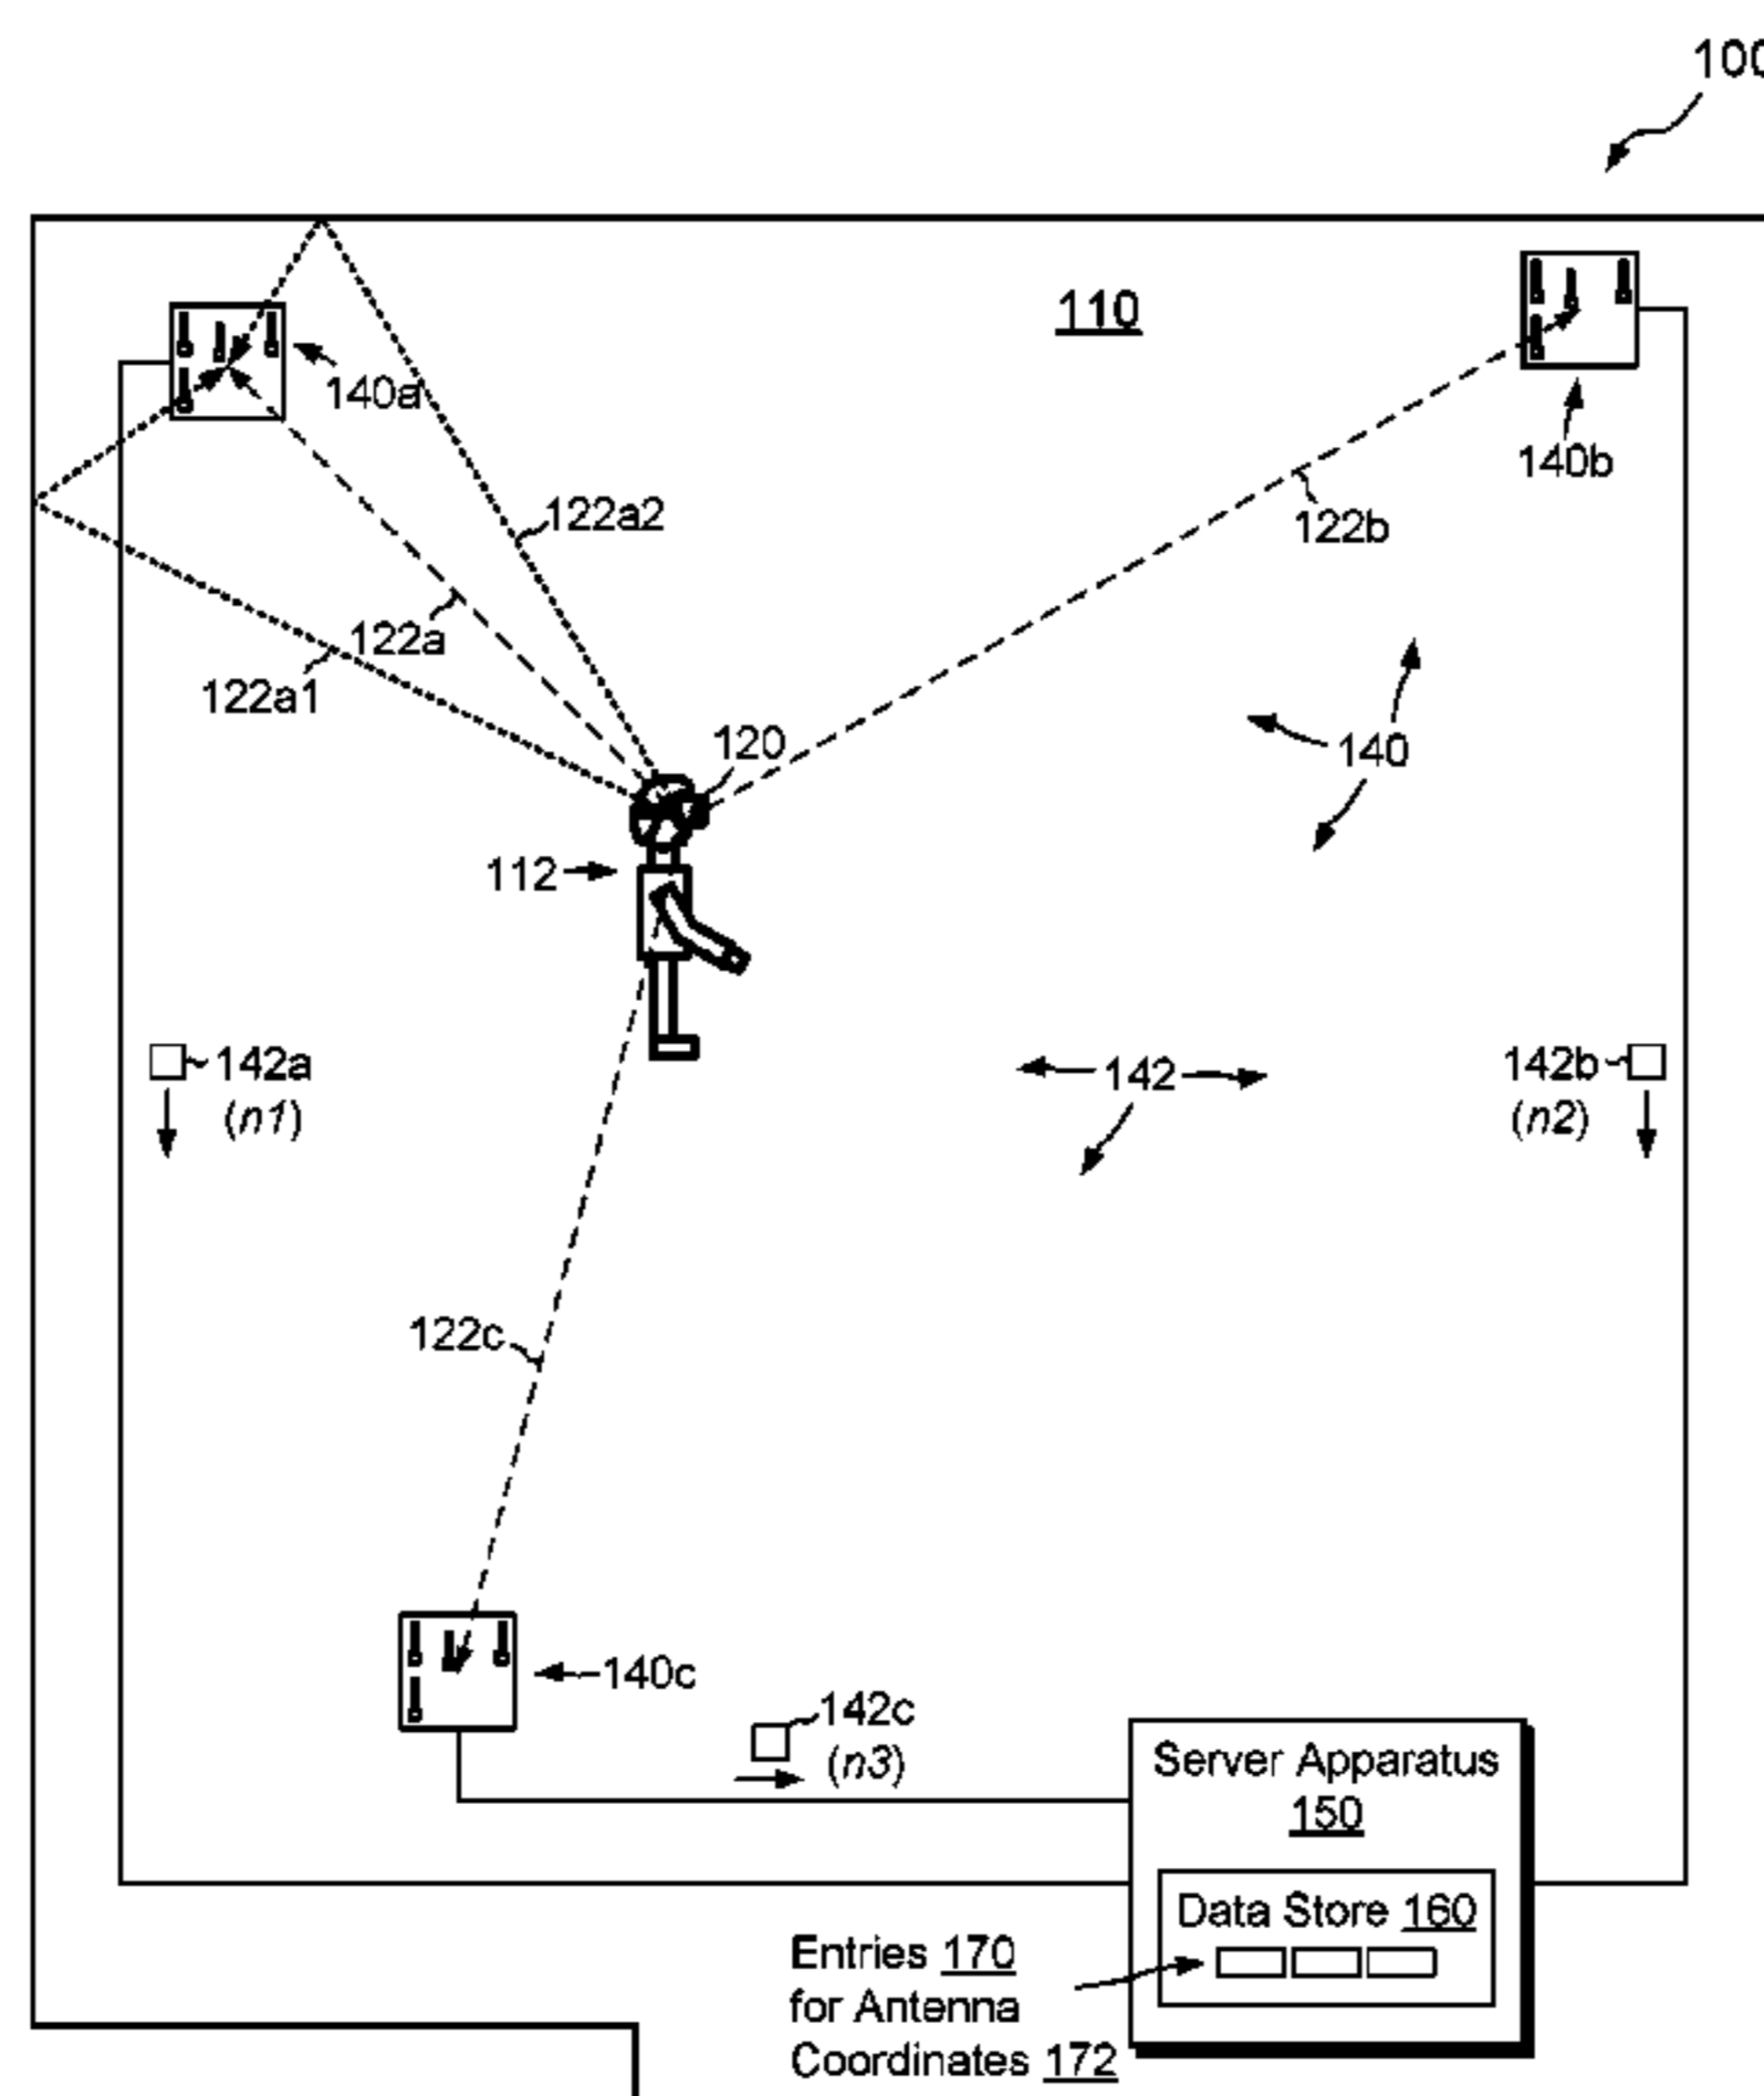 100
110
140a
140b
122a2
122b
122a
122a1
120
140
112
142a
(n1)
142
142b
(n2)
122c
140c
142c
(n3)
Server Apparatus
150
Data Store 160
Entries 170
for Antenna
Coordinates 172